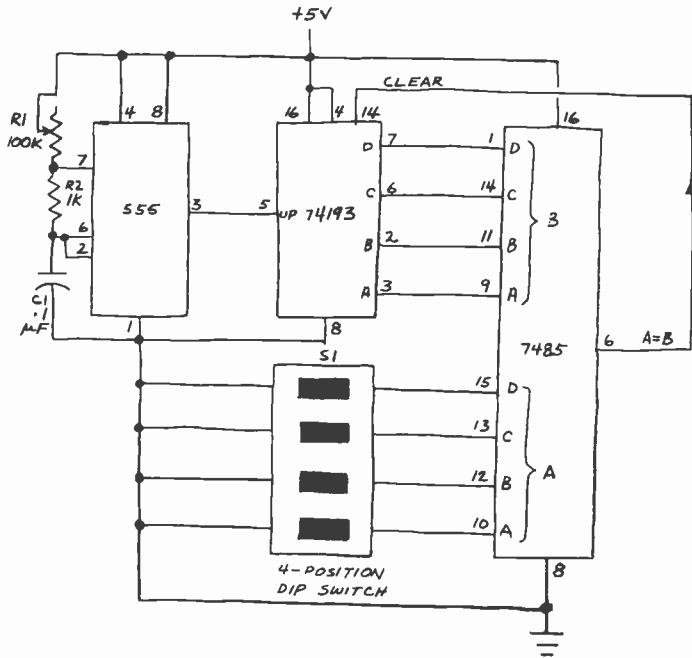 +5V
CLEAR
4 8
16 4 14
16
R1
100K
7
R2
1K
6
2
555
3
5
UP 74193
D 7
C 6
B 2
A 3
1 D
14 C
11 B
9 A
B
7485
6 A=B
C1
.1
µF
1
8
S1
15 D
13 C
12 B
10 A
A
8
4-POSITION
DIP SWITCH